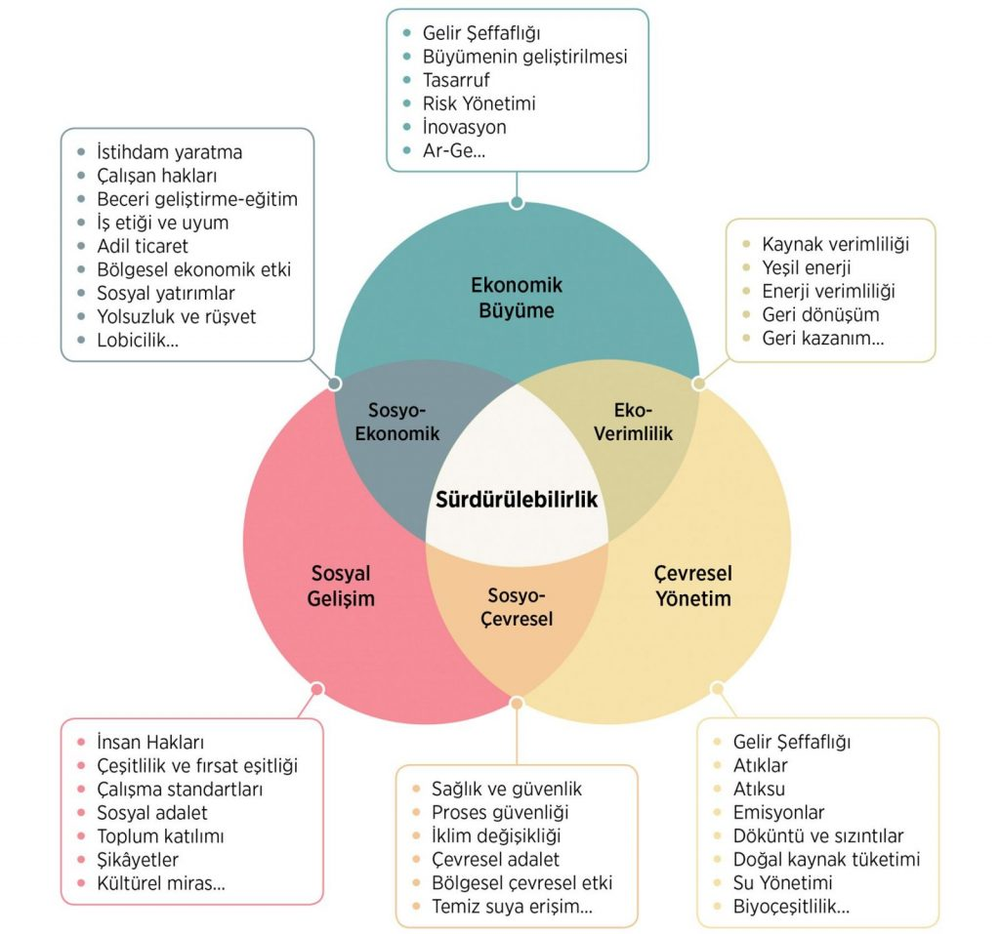 Gelir Şeffaflığı
Büyümenin geliştirilmesi
Tasarruf
Risk Yönetimi
İnovasyon
Ar-Ge...
İstihdam yaratma
Çalışan hakları
Beceri geliştirme-eğitim
İş etiği ve uyum
Adil ticaret
Bölgesel ekonomik etki
Sosyal yatırımlar
Yolsuzluk ve rüşvet
Lobicilik...
Kaynak verimliliği
Yeşil enerji
Enerji verimliliği
Geri dönüşüm
Geri kazanım...
Ekonomik
Büyüme
Sosyo-
Ekonomik
Eko-
Verimlilik
Sürdürülebilirlik
Sosyal
Gelişim
Sosyo-
Çevresel
Çevresel
Yönetim
İnsan Hakları
Çeşitlilik ve fırsat eşitliği
Çalışma standartları
Sosyal adalet
Toplum katılımı
Şikâyetler
Kültürel miras...
Sağlık ve güvenlik
Proses güvenliği
İklim değişikliği
Çevresel adalet
Bölgesel çevresel etki
Temiz suya erişim...
Gelir Şeffaflığı
Atıklar
Atıksu
Emisyonlar
Döküntü ve sızıntılar
Doğal kaynak tüketimi
Su Yönetimi
Biyoçeşitlilik...